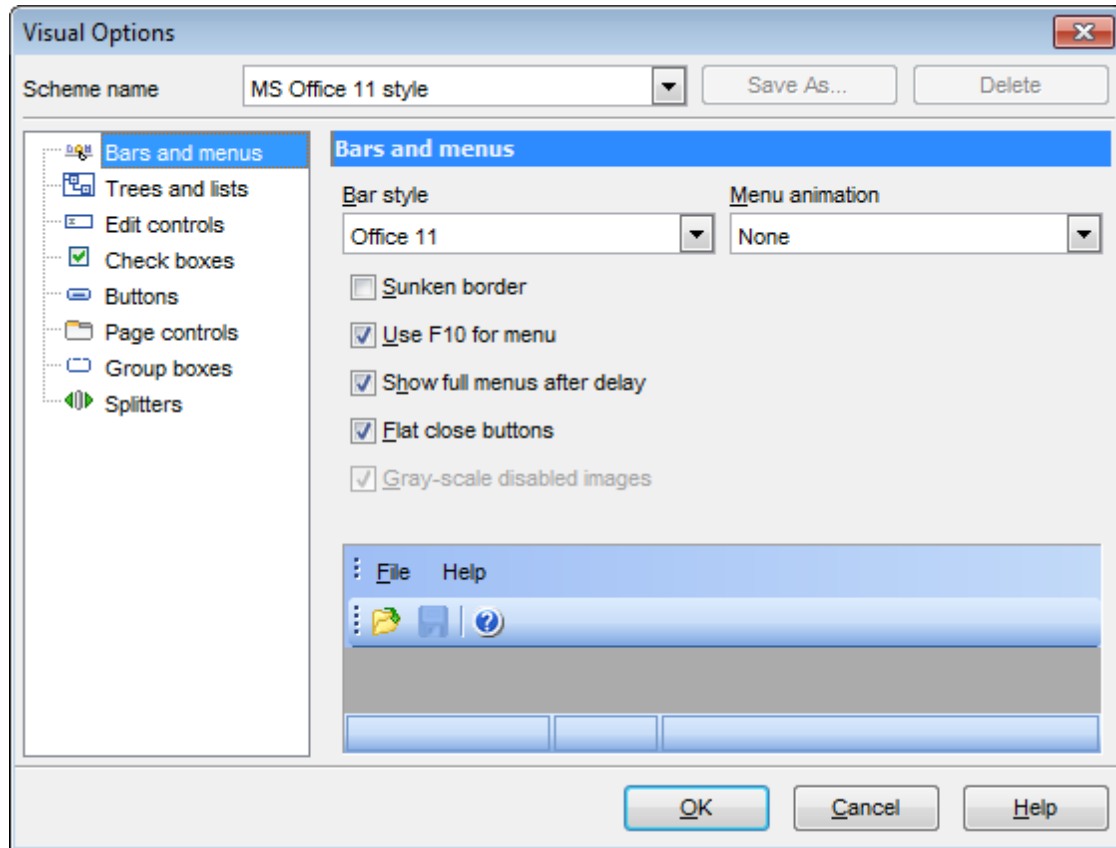 Visual Options
Scheme name MS Office 11 style Save As... Delete
Bars and menus
Trees and lists
Edit controls
Check boxes
Buttons
Page controls
Group boxes
Splitters
Bars and menus
Bar style Menu animation
Office 11 None
Sunken border
Use F10 for menu
Show full menus after delay
Flat close buttons
Gray-scale disabled images
File Help
OK Cancel Help